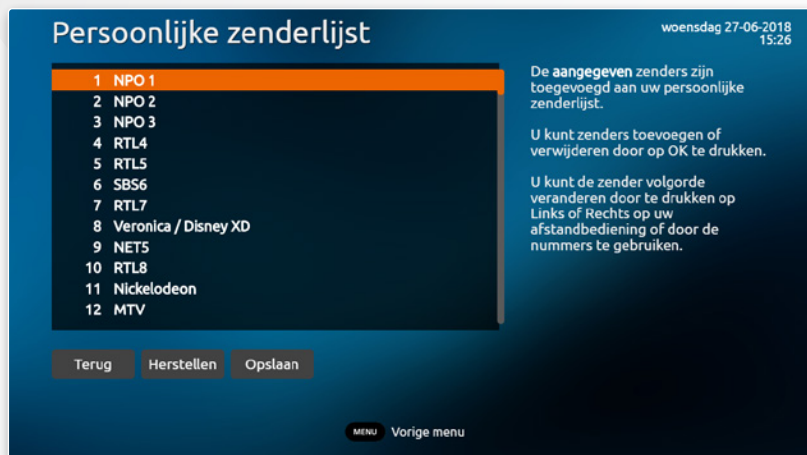 Persoonlijke zenderlijst
woensdag 27-06-2018
15:26
1 NPO 1
2 NPO 2
3 NPO 3
4 RTL4
5 RTL5
6 SBS6
7 RTL7
8 Veronica / Disney XD
9 NET5
10 RTL8
11 Nickelodeon
12 MTV
De aangegeven zenders zijn
toegevoegd aan uw persoonlijke
zenderlijst.
U kunt zenders toevoegen of
verwijderen door op OK te drukken.
U kunt de zender volgorde
veranderen door te drukken op
Links of Rechts op uw
afstandbediening of door de
nummers te gebruiken.
Terug Herstellen Opslaan
MENU Vorige menu